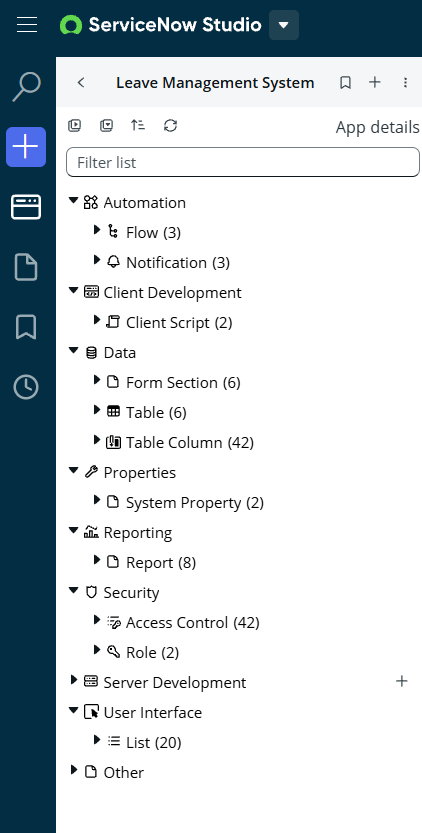 ServiceNow Studio
Leave Management System
App details
Filter list
Automation
Flow (3)
Notification (3)
Client Development
Client Script (2)
Data
Form Section (6)
Table (6)
Table Column (42)
Properties
System Property (2)
Reporting
Report (8)
Security
Access Control (42)
Role (2)
Server Development
User Interface
List (20)
Other